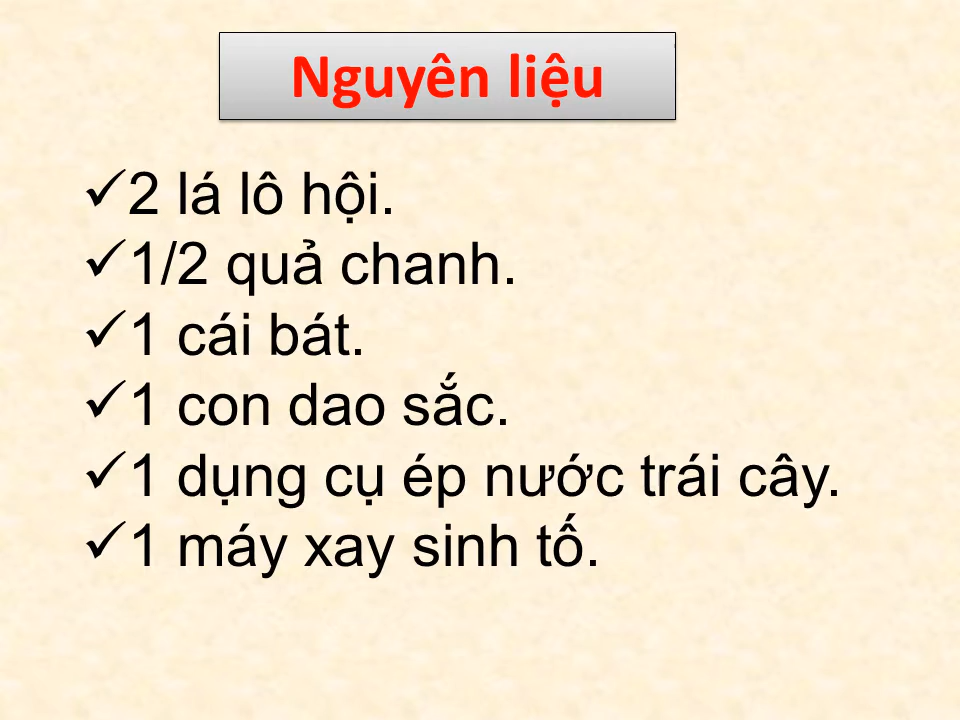 Nguyên liệu
✓2 lá lô hội.
✓1/2 quả chanh.
✓1 cái bát.
✓1 con dao sắc.
✓1 dụng cụ ép nước trái cây.
✓1 máy xay sinh tố.